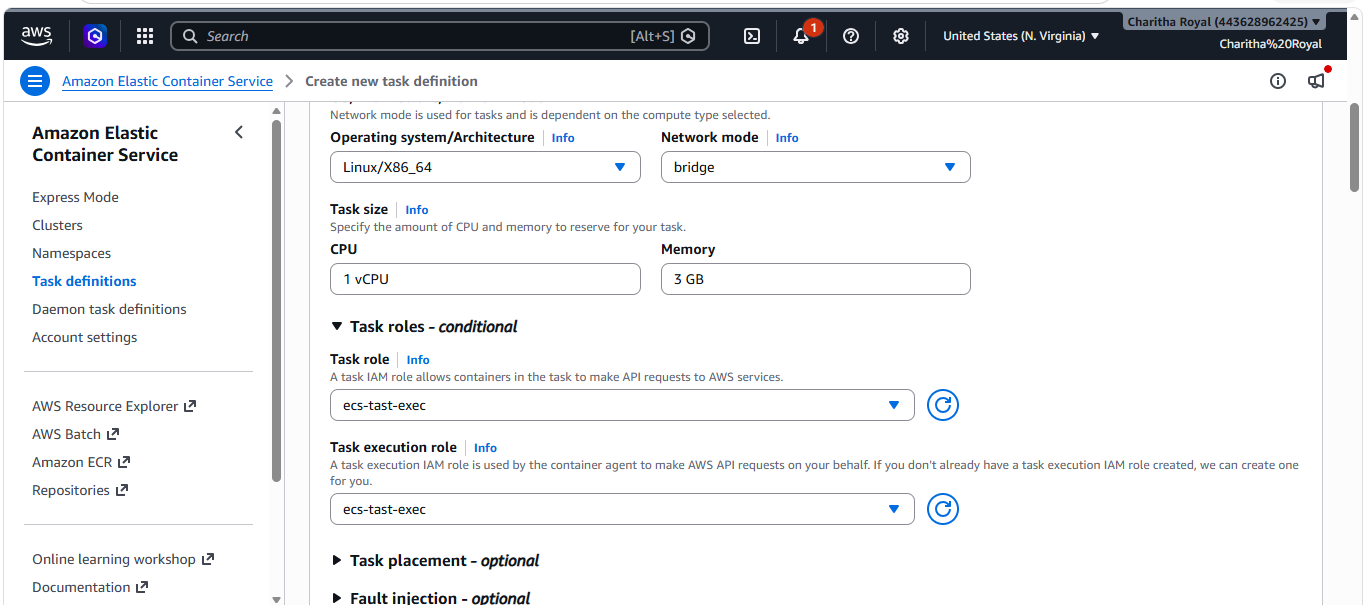 aws
Search
[Alt+S]
1
United States (N. Virginia)
Charitha Royal (443628962425)
Charitha%20Royal
Amazon Elastic Container Service
Create new task definition
Amazon Elastic
Container Service
Express Mode
Clusters
Namespaces
Task definitions
Daemon task definitions
Account settings
AWS Resource Explorer
AWS Batch
Amazon ECR
Repositories
Online learning workshop
Documentation
Network mode is used for tasks and is dependent on the compute type selected.
Operating system/Architecture Info
Network mode Info
Linux/X86_64
bridge
Task size Info
Specify the amount of CPU and memory to reserve for your task.
CPU
Memory
1 vCPU
3 GB
Task roles - conditional
Task role Info
A task IAM role allows containers in the task to make API requests to AWS services.
ecs-tast-exec
Task execution role Info
A task execution IAM role is used by the container agent to make AWS API requests on your behalf. If you don't already have a task execution IAM role created, we can create one
for you.
ecs-tast-exec
Task placement - optional
Fault injection - optional